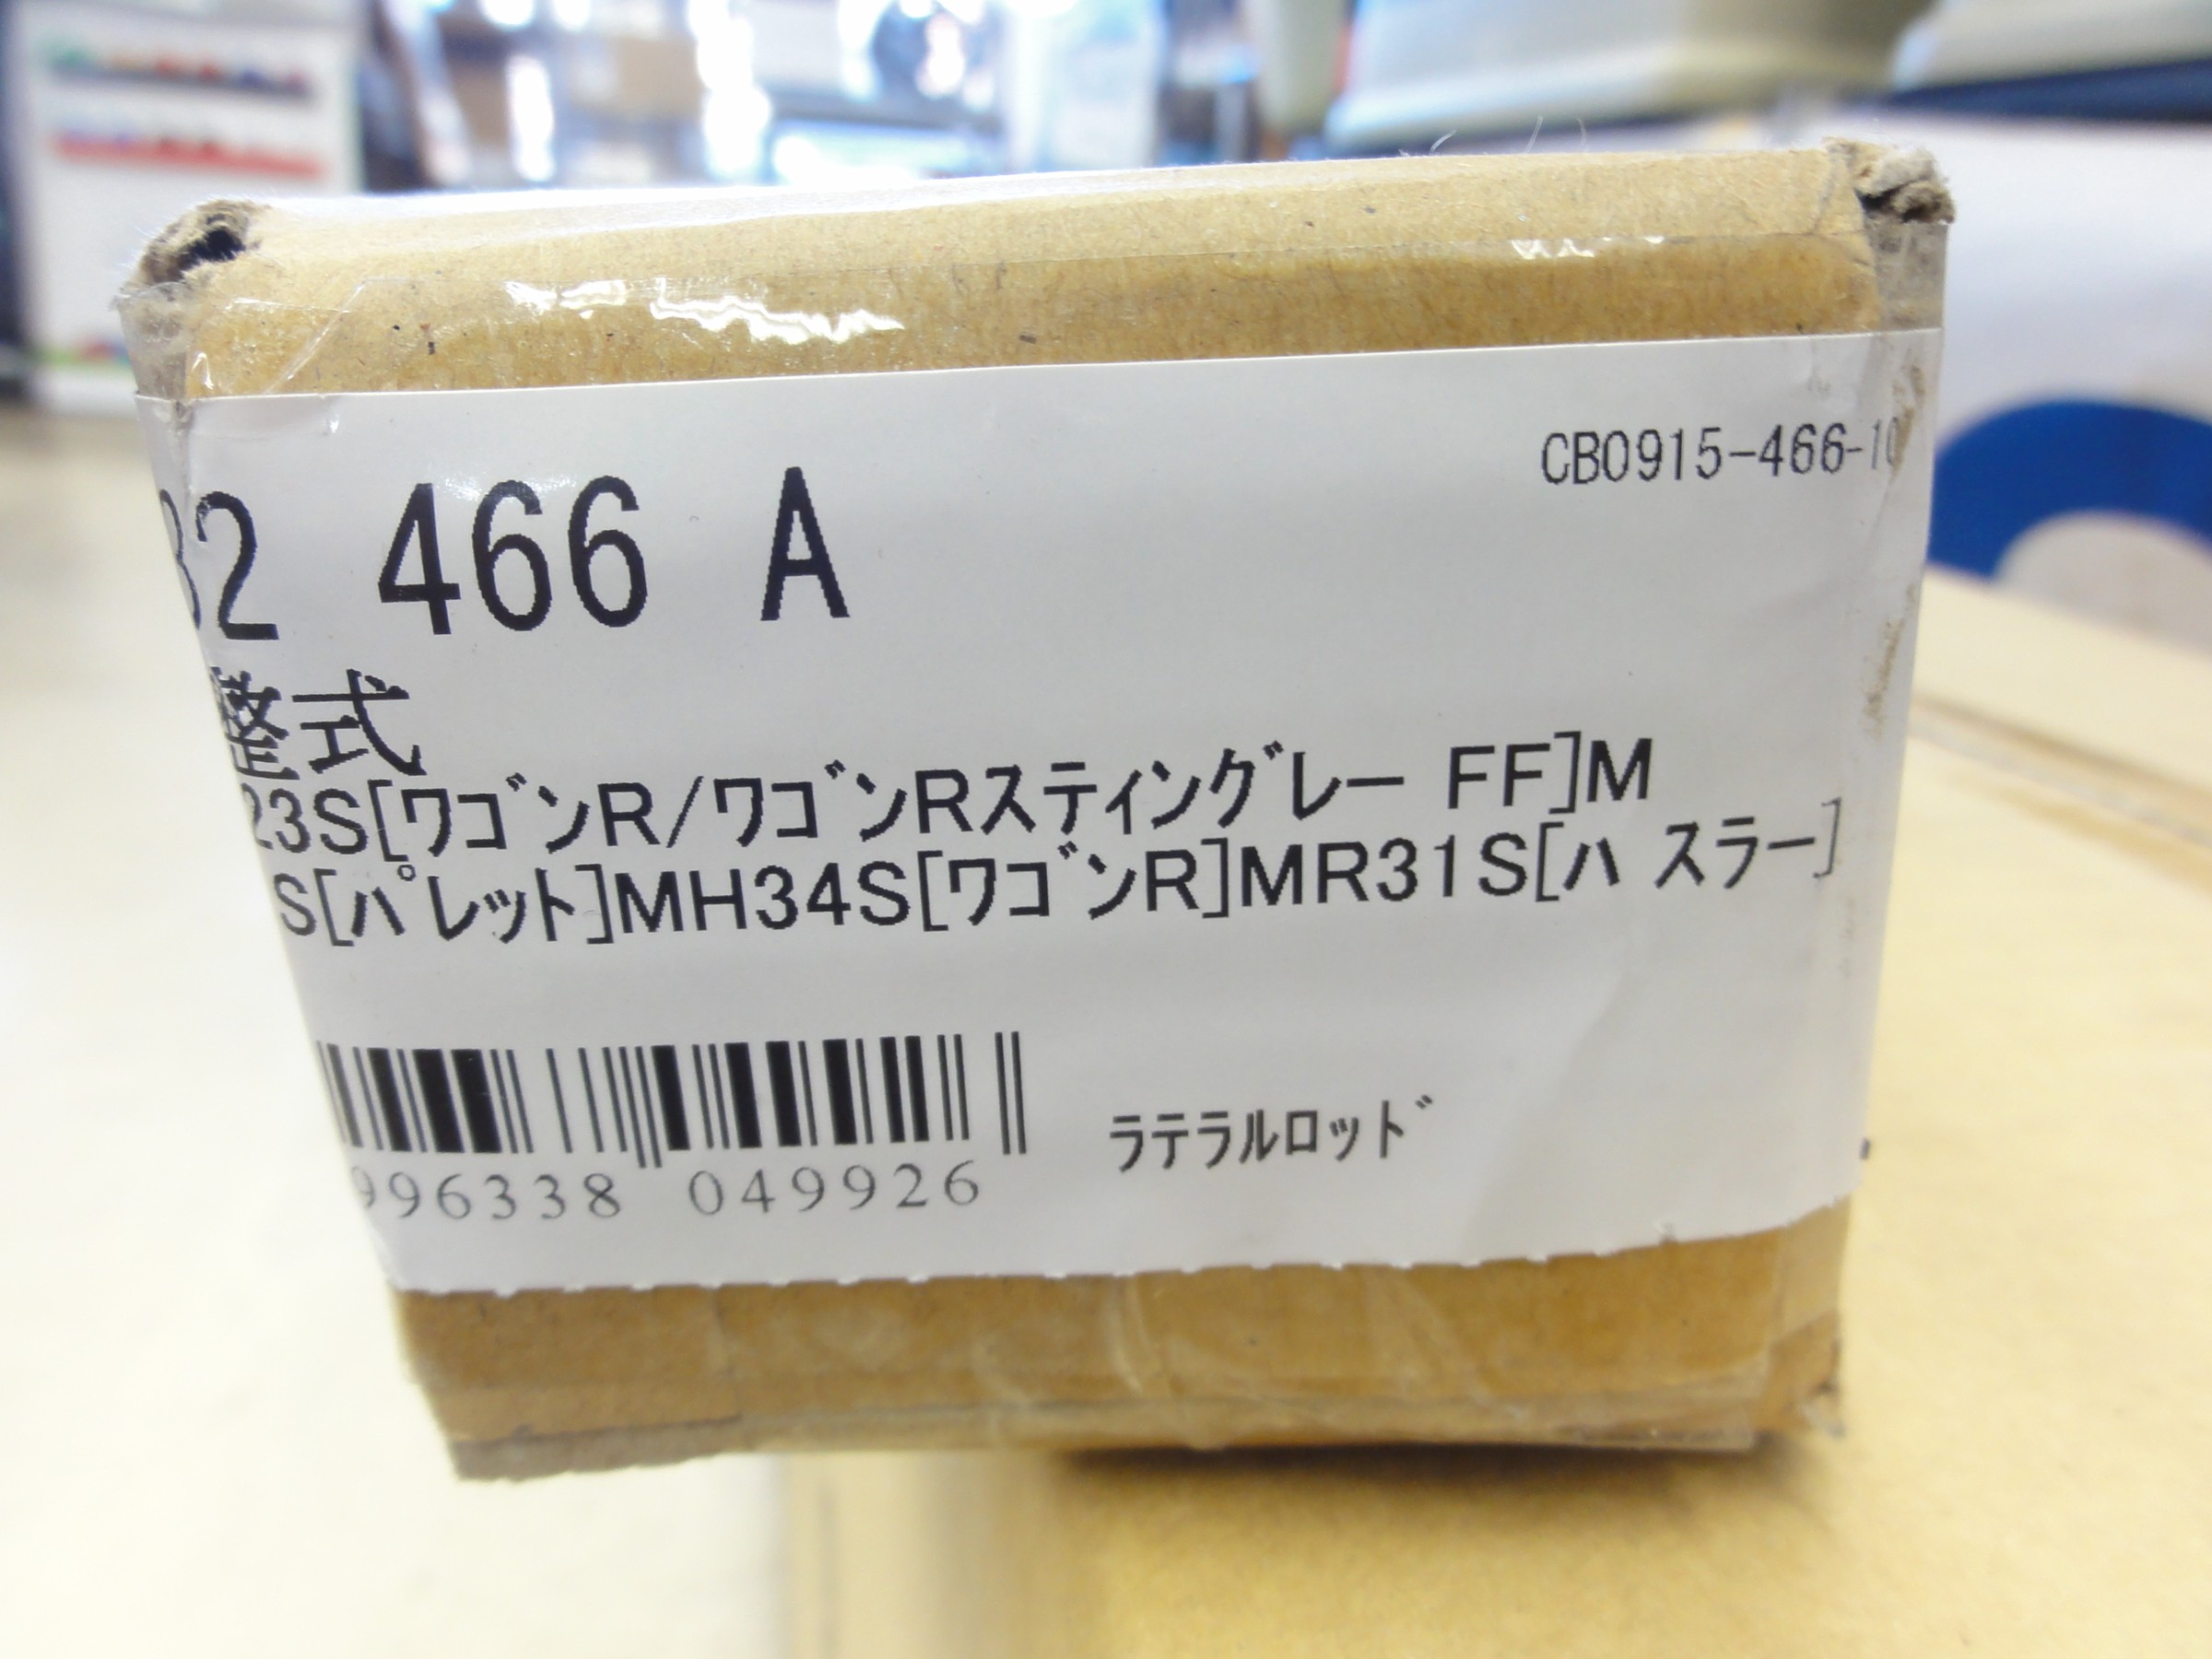 CB0915-466-10
32 466 A
整式
23S[ワゴンR/ワゴンRスティングレー FF]M
S[パレット]MH34S[ワゴンR]MR31S[ハ スラー]
996338 049926
ラテラルロッド